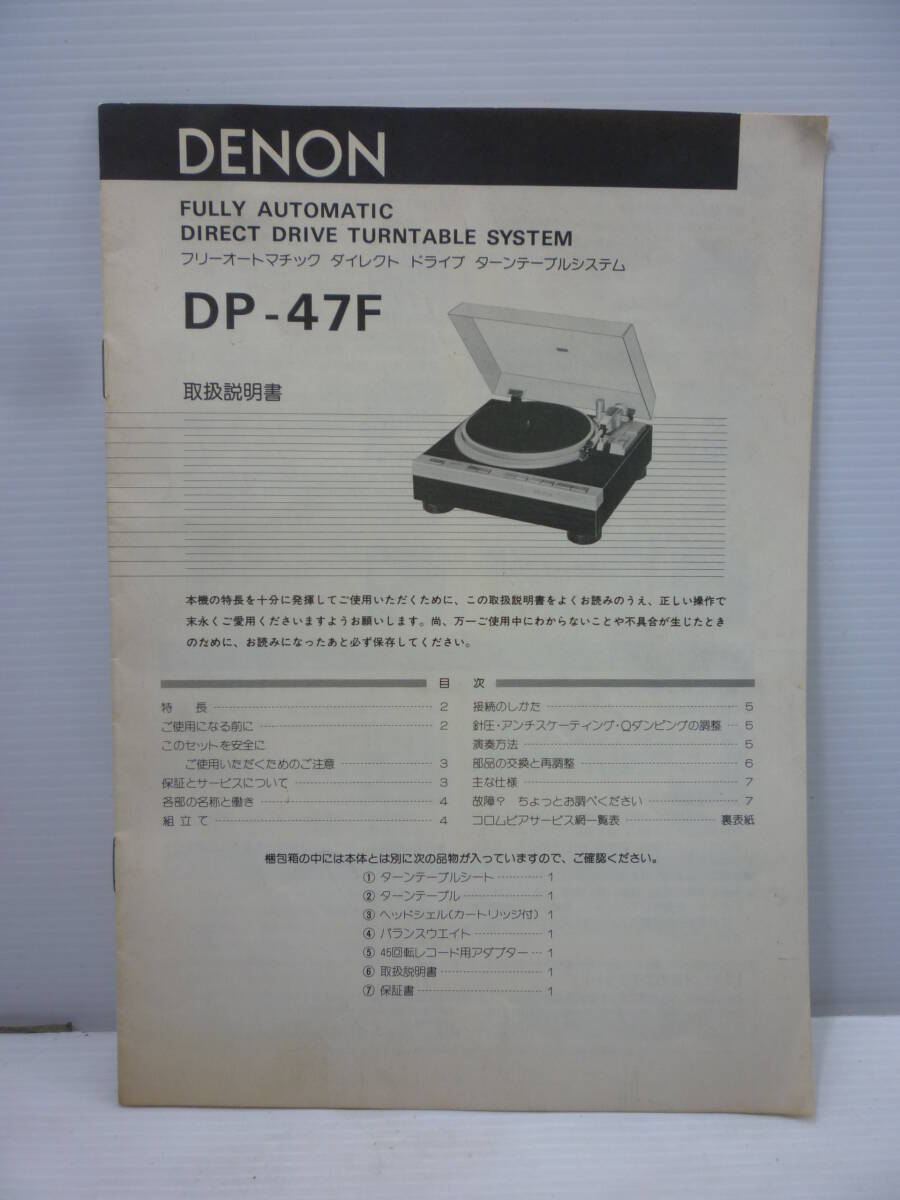 DENON
FULLY AUTOMATIC
DIRECT DRIVE TURNTABLE SYSTEM
フリーオートマチック ダイレクト ドライブ ターンテーブルシステム
DP-47F
取扱説明書
本機の特長を十分に発揮してご使用いただくために、この取扱説明書をよくお読みのうえ、正しい操作で
末永くご愛用くださいますようお願いします。尚、万一ご使用中にわからないことや不具合が生じたとき
のために、お読みになったあと必ず保存してください。
目 次
特 長 2
ご使用になる前に 2
このセットを安全に
ご使用いただくためのご注意 3
保証とサービスについて 3
各部の名称と働き 4
組立て 4
接続のしかた 5
針圧・アンチスケーティング・Qダンピングの調整 5
演奏方法 5
部品の交換と再調整 6
主な仕様 7
故障? ちょっとお調べください 7
コロムビアサービス網一覧表 裏表紙
梱包箱の中には本体とは別に次の品物が入っていますので、ご確認ください。
① ターンテーブルシート 1
② ターンテーブル 1
③ ヘッドシェル(カートリッジ付) 1
④ バランスウエイト 1
⑤ 45回転レコード用アダプター 1
⑥ 取扱説明書 1
⑦ 保証書 1